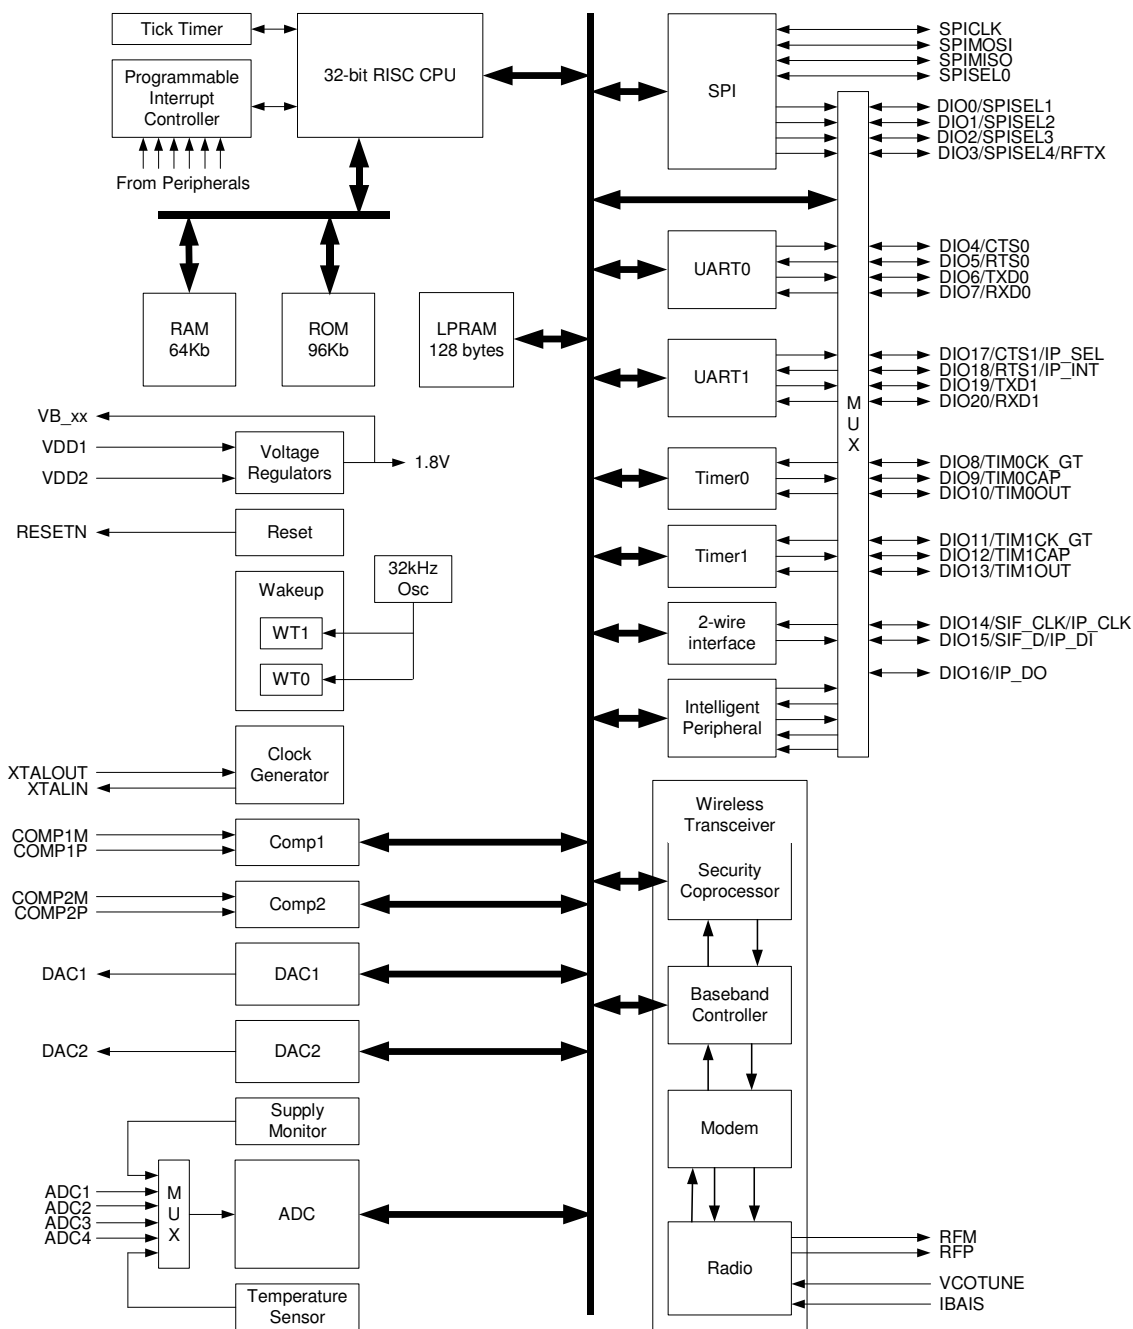 Tick Timer
Programmable
Interrupt
Controller
From Peripherals
32-bit RISC CPU
RAM
64Kb
ROM
96Kb
LPRAM
128 bytes
VB_xx
VDD1
VDD2
Voltage
Regulators
1.8V
RESETN
Reset
Wakeup
WT1
WT0
32kHz
Osc
XTALOUT
XTALIN
Clock
Generator
COMP1M
COMP1P
Comp1
COMP2M
COMP2P
Comp2
DAC1
DAC1
DAC2
DAC2
Supply
Monitor
ADC1
ADC2
ADC3
ADC4
M
U
X
ADC
Temperature
Sensor
SPI
SPICLK
SPIMOSI
SPIMISO
SPISEL0
DIO0/SPISEL1
DIO1/SPISEL2
DIO2/SPISEL3
DIO3/SPISEL4/RFTX
UART0
DIO4/CTS0
DIO5/RTS0
DIO6/TXD0
DIO7/RXD0
UART1
M
U
X
DIO17/CTS1/IP_SEL
DIO18/RTS1/IP_INT
DIO19/TXD1
DIO20/RXD1
Timer0
DIO8/TIM0CK_GT
DIO9/TIM0CAP
DIO10/TIM0OUT
Timer1
DIO11/TIM1CK_GT
DIO12/TIM1CAP
DIO13/TIM1OUT
2-wire
interface
DIO14/SIF_CLK/IP_CLK
DIO15/SIF_D/IP_DI
DIO16/IP_DO
Intelligent
Peripheral
Wireless
Transceiver
Security
Coprocessor
Baseband
Controller
Modem
Radio
RFM
RFP
VCOTUNE
IBAIS